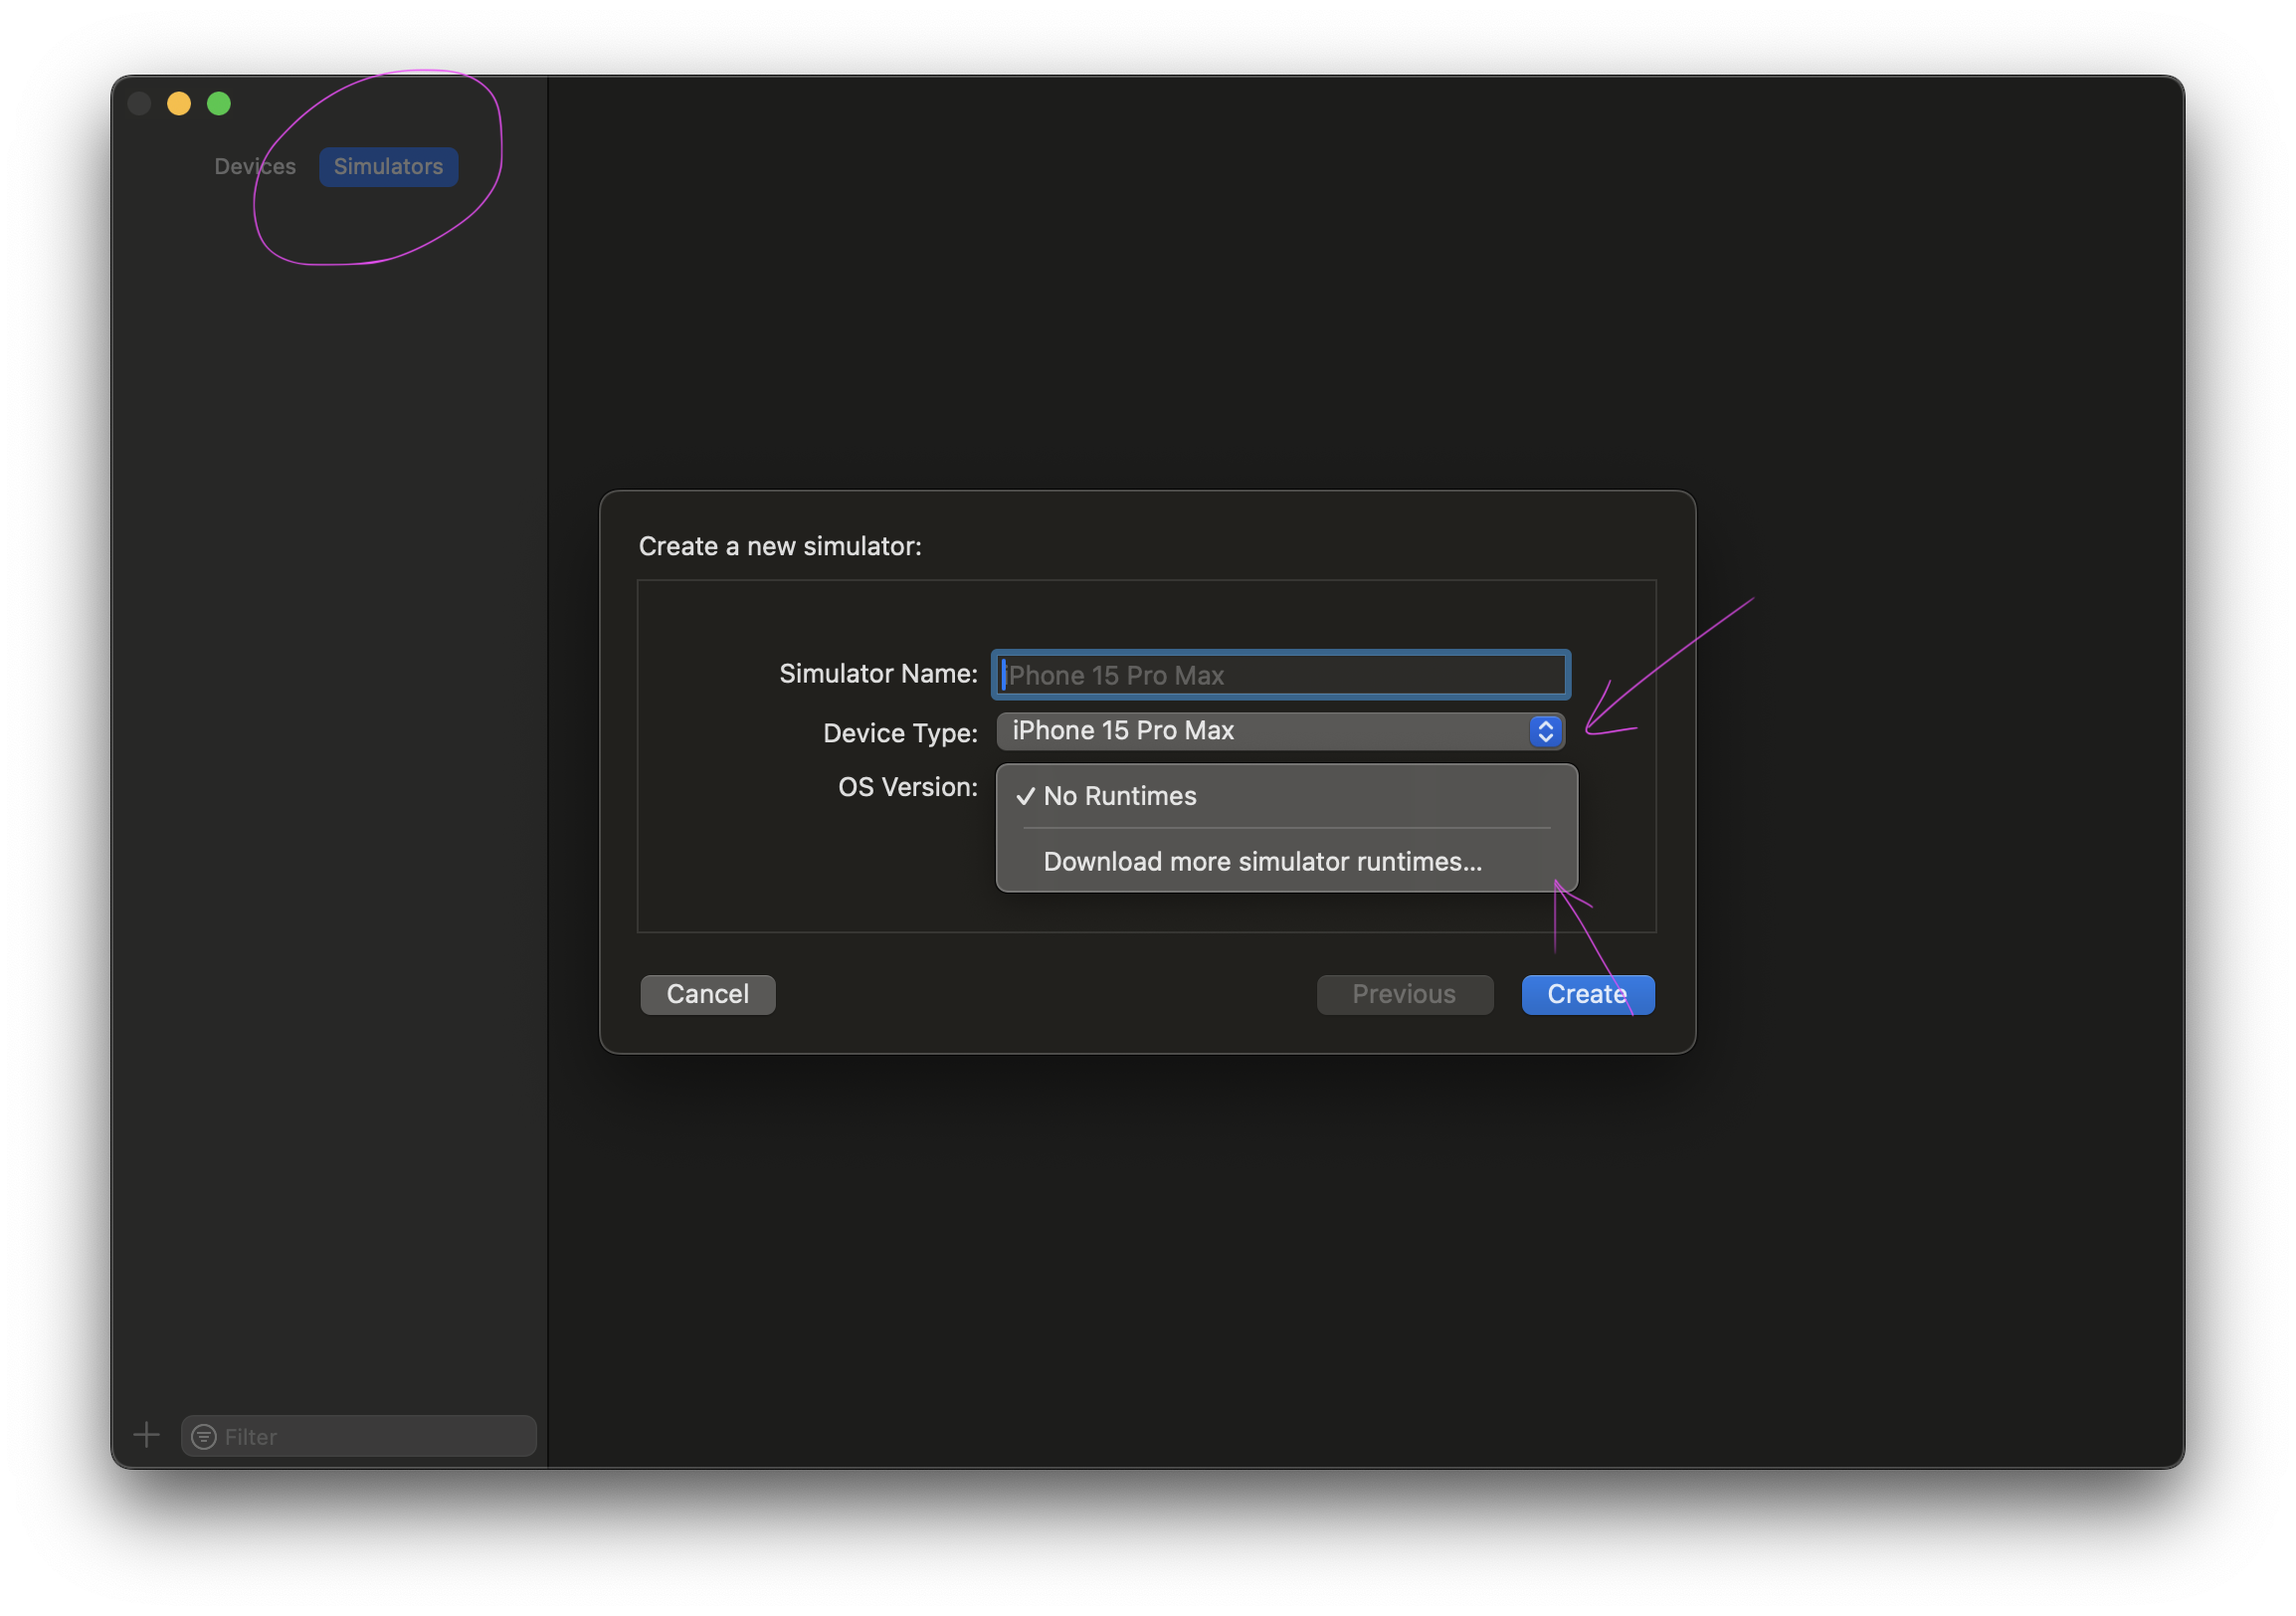 Devices Simulators
Create a new simulator:
Simulator Name: iPhone 15 Pro Max
Device Type: iPhone 15 Pro Max
OS Version: ✓ No Runtimes
Download more simulator runtimes...
Cancel Previous Create
Filter